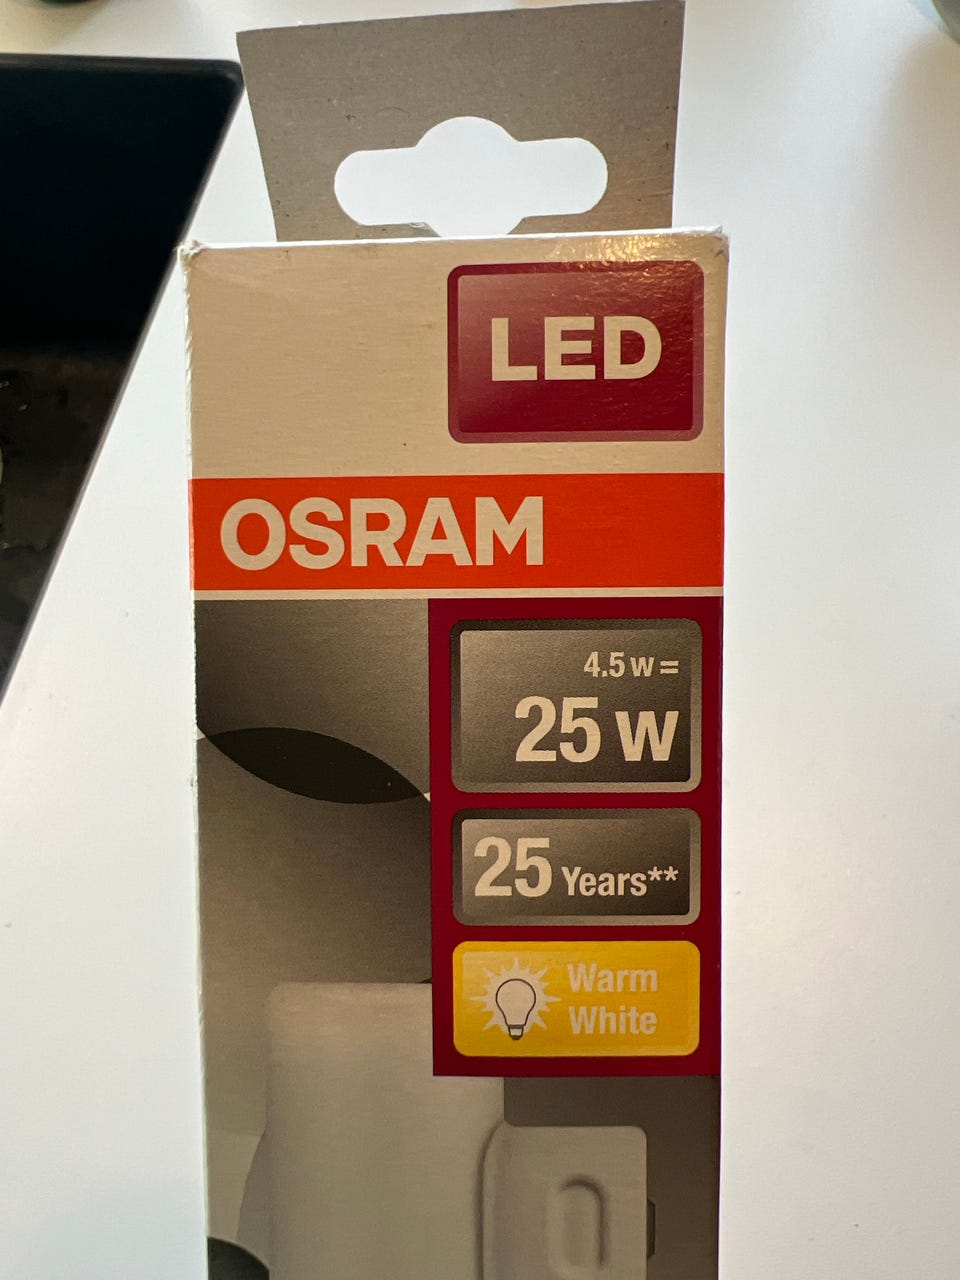 LED
OSRAM
4.5 W =
25 W
25 Years**
Warm
White